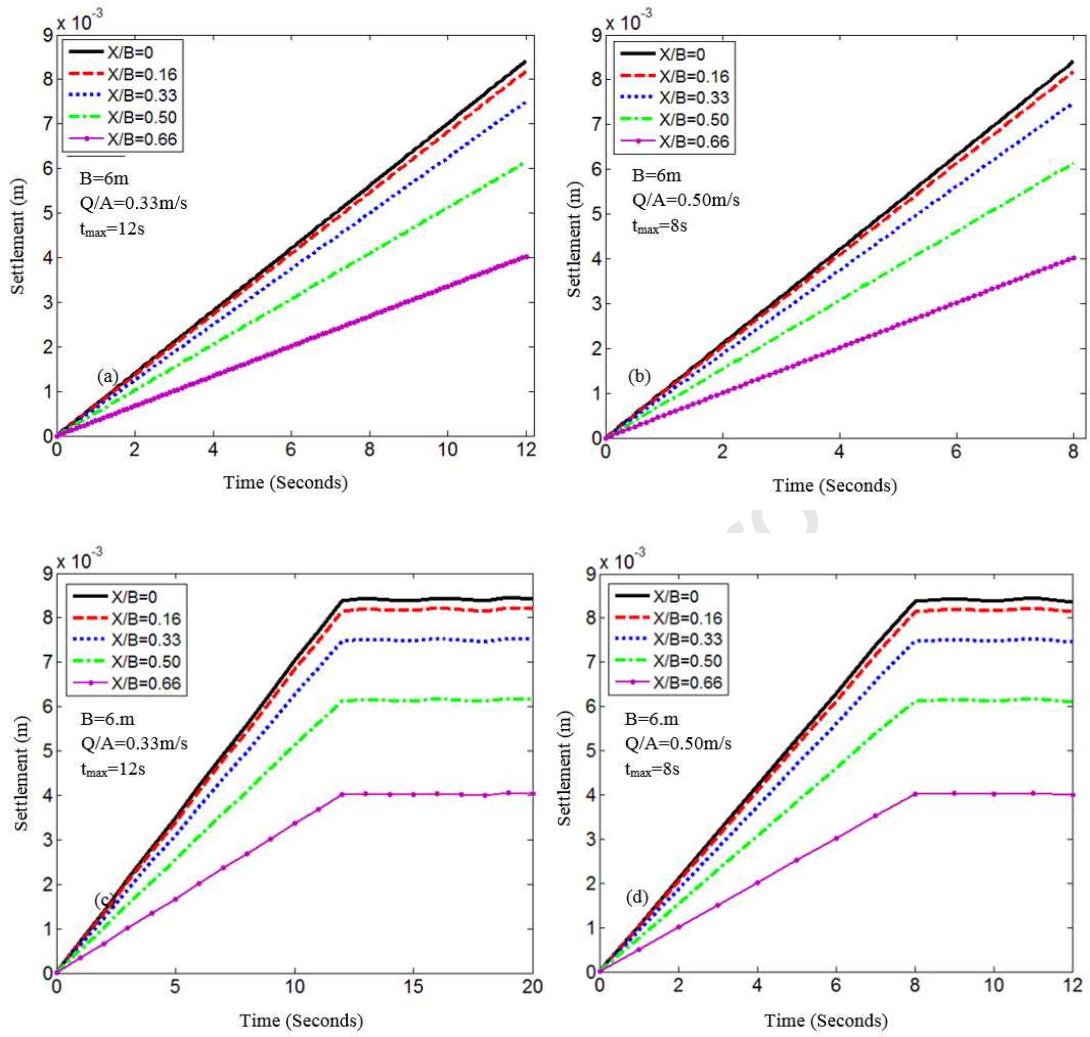 x 10⁻³
9
8
7
6
5
4
3
2
1
0
Settlement (m)
X/B=0
X/B=0.16
X/B=0.33
X/B=0.50
X/B=0.66
B=6m
Q/A=0.33m/s
tmax=12s
(a)
0 2 4 6 8 10 12
Time (Seconds)
x 10⁻³
9
8
7
6
5
4
3
2
1
0
Settlement (m)
X/B=0
X/B=0.16
X/B=0.33
X/B=0.50
X/B=0.66
B=6m
Q/A=0.50m/s
tmax=8s
(b)
0 2 4 6 8
Time (Seconds)
x 10⁻³
9
8
7
6
5
4
3
2
1
0
Settlement (m)
X/B=0
X/B=0.16
X/B=0.33
X/B=0.50
X/B=0.66
B=6.m
Q/A=0.33m/s
tmax=12s
(c)
0 5 10 15 20
Time (Seconds)
x 10⁻³
9
8
7
6
5
4
3
2
1
0
Settlement (m)
X/B=0
X/B=0.16
X/B=0.33
X/B=0.50
X/B=0.66
B=6.m
Q/A=0.50m/s
tmax=8s
(d)
0 2 4 6 8 10 12
Time (Seconds)